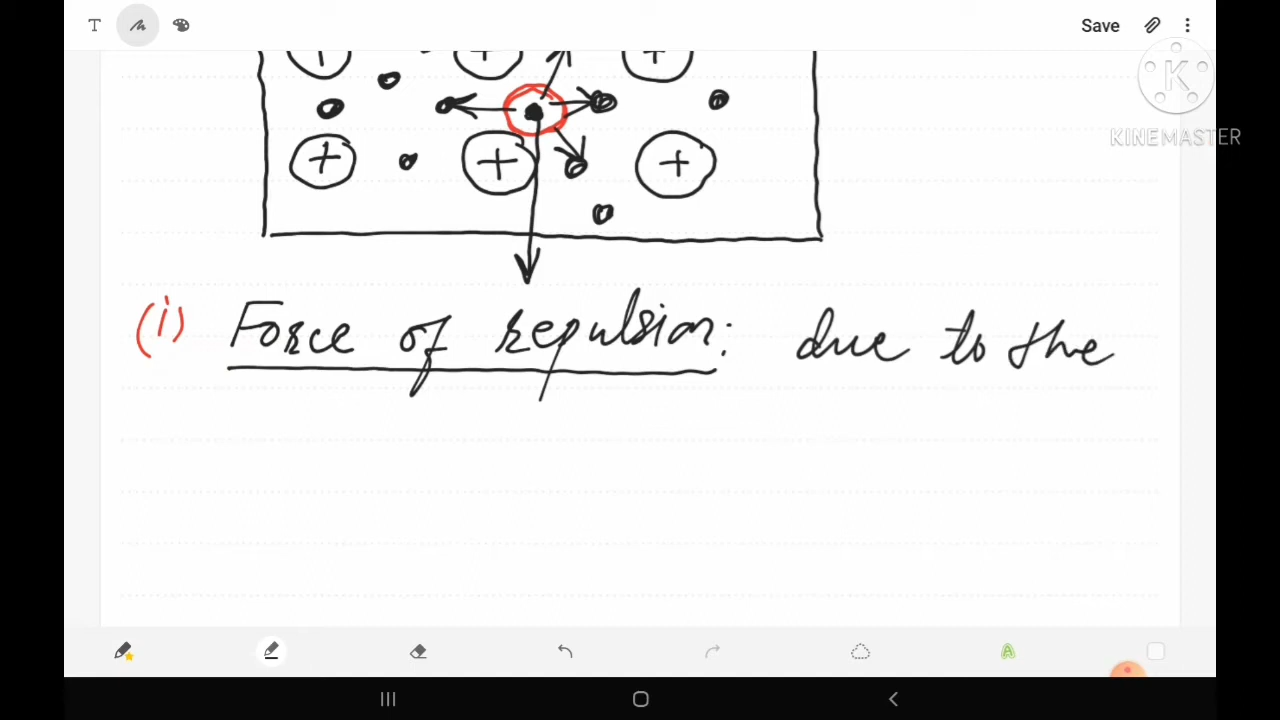 T
Save
K
KINEMASTER
+ + +
+ + +
(i) Force of repulsion: due to the
A